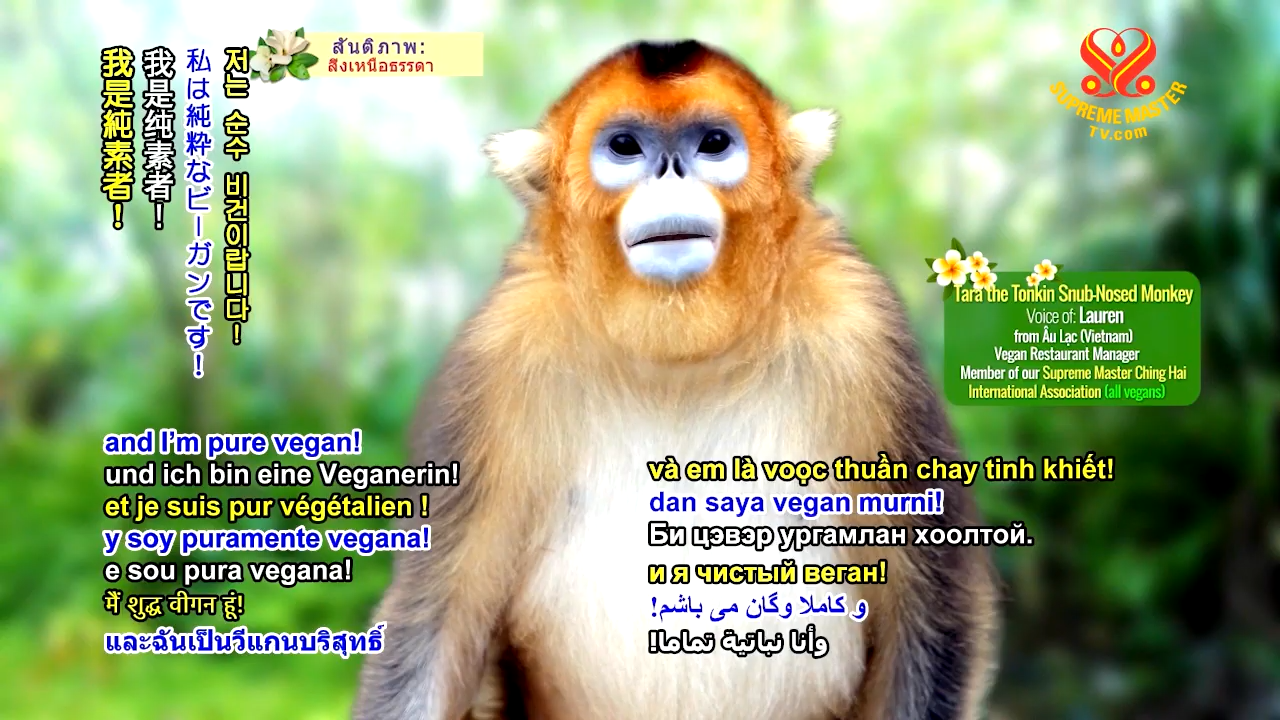 我是純素者！
我是纯素者！
私は純粋なビーガンです！
저는 순수 비건이랍니다！
สันติภาพ:
สิ่งเหนือธรรดา
SUPREME MASTER
TV.com
Tara the Tonkin Snub-Nosed Monkey
Voice of: Lauren
from Âu Lạc (Vietnam)
Vegan Restaurant Manager
Member of our Supreme Master Ching Hai
International Association (all vegans)
and I'm pure vegan!
und ich bin eine Veganerin!
et je suis pur végétalien !
y soy puramente vegana!
e sou pura vegana!
मैं शुद्ध वीगन हूं!
และฉันเป็นวีแกนบริสุทธิ์
và em là voọc thuần chay tinh khiết!
dan saya vegan murni!
Би цэвэр ургамлан хоолтой.
и я чистый веган!
و کاملا وگان می باشم!
وأنا نباتية تماما!